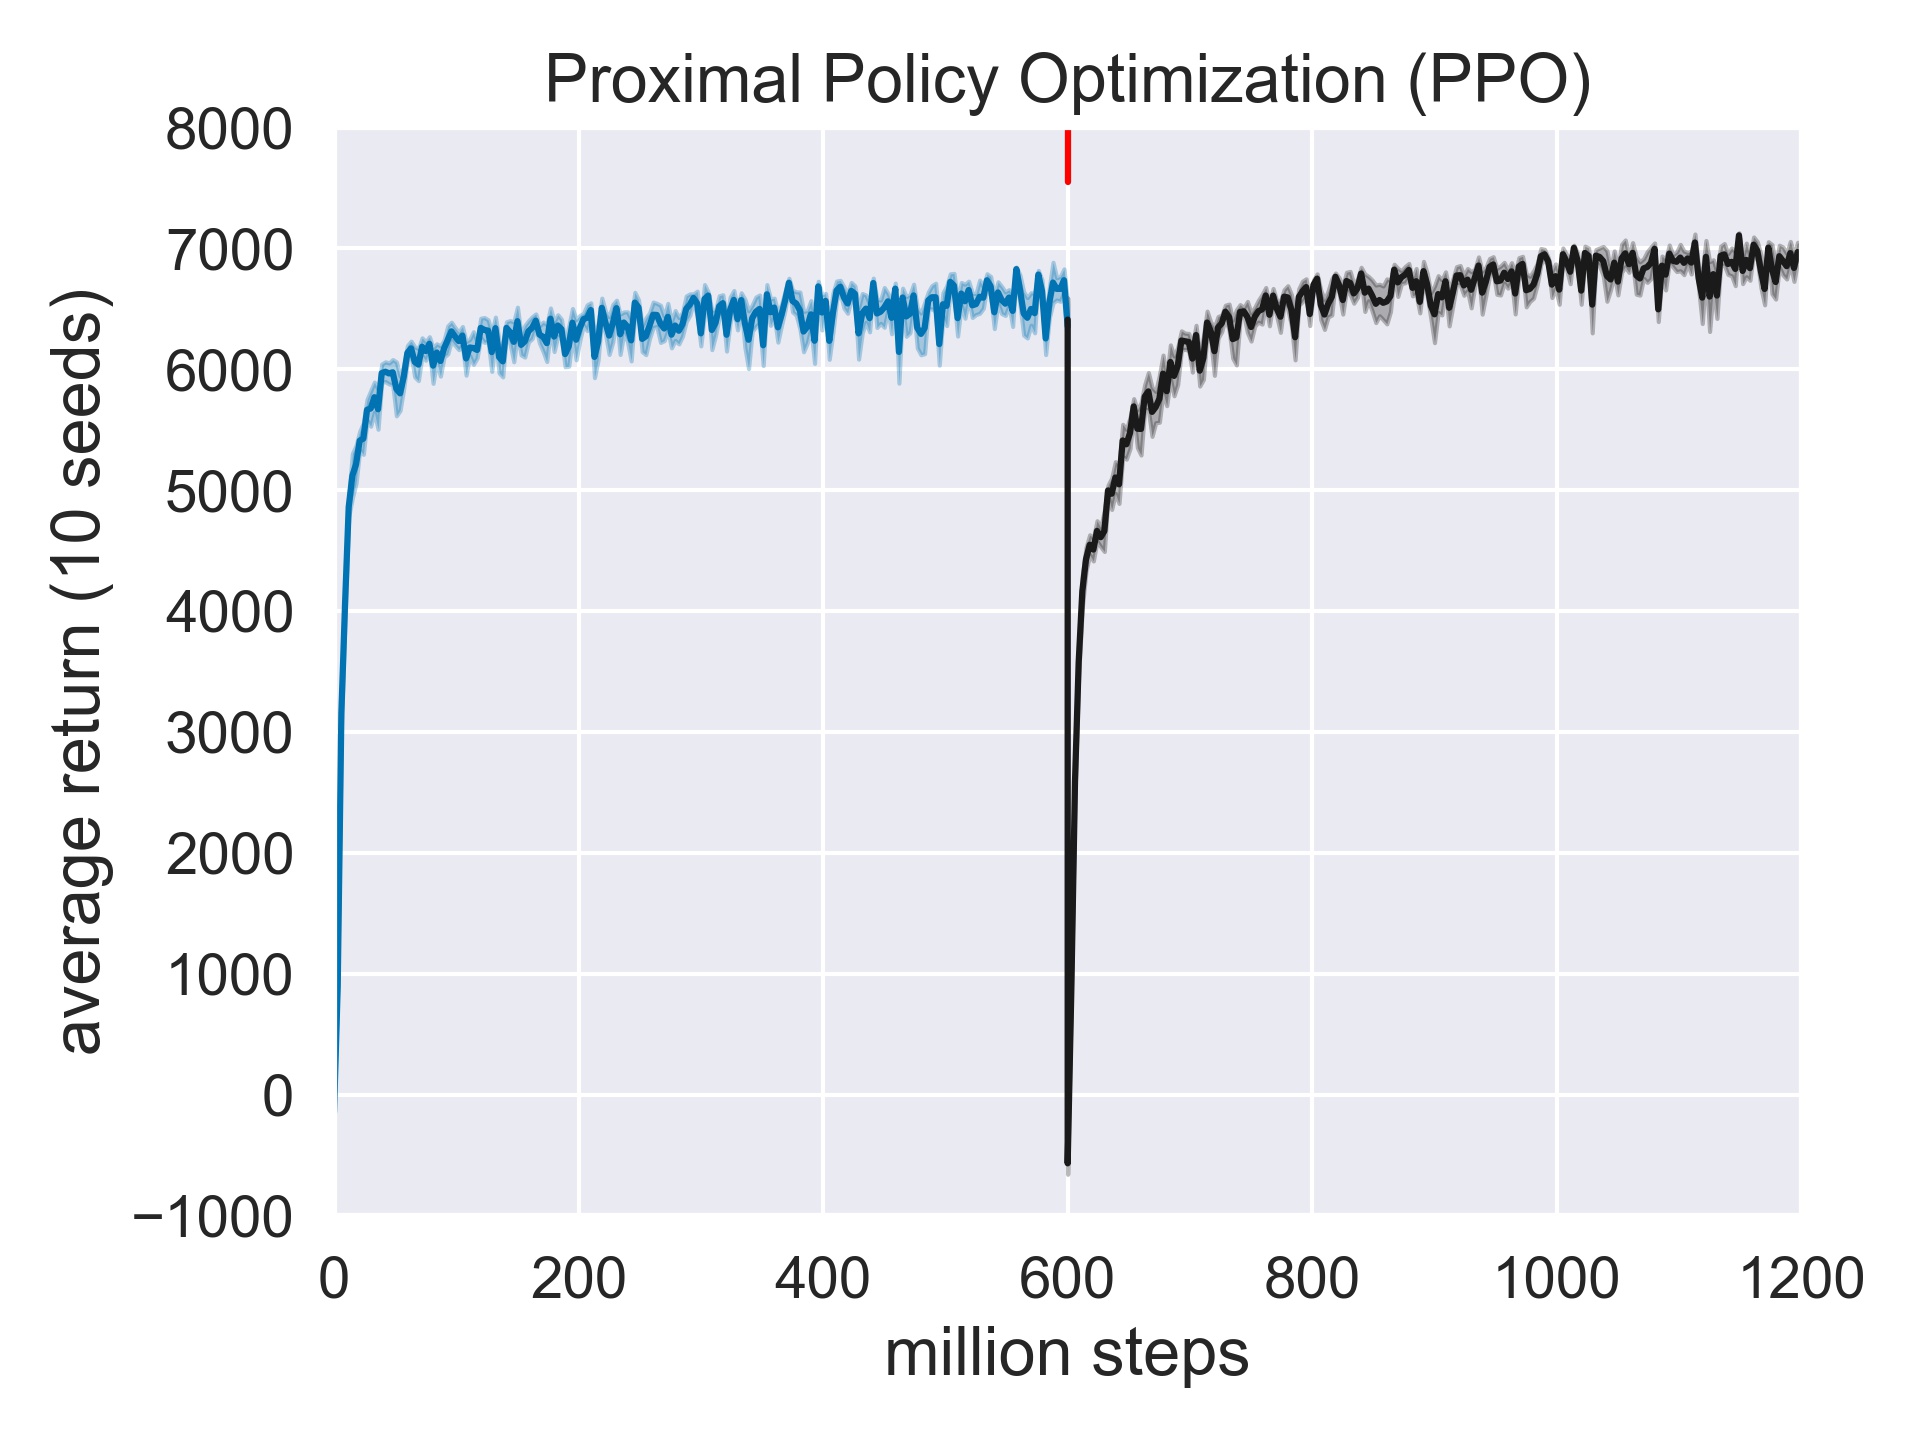 Proximal Policy Optimization (PPO)
8000
7000
6000
5000
4000
3000
2000
1000
0
−1000
average return (10 seeds)
0 200 400 600 800 1000 1200
million steps